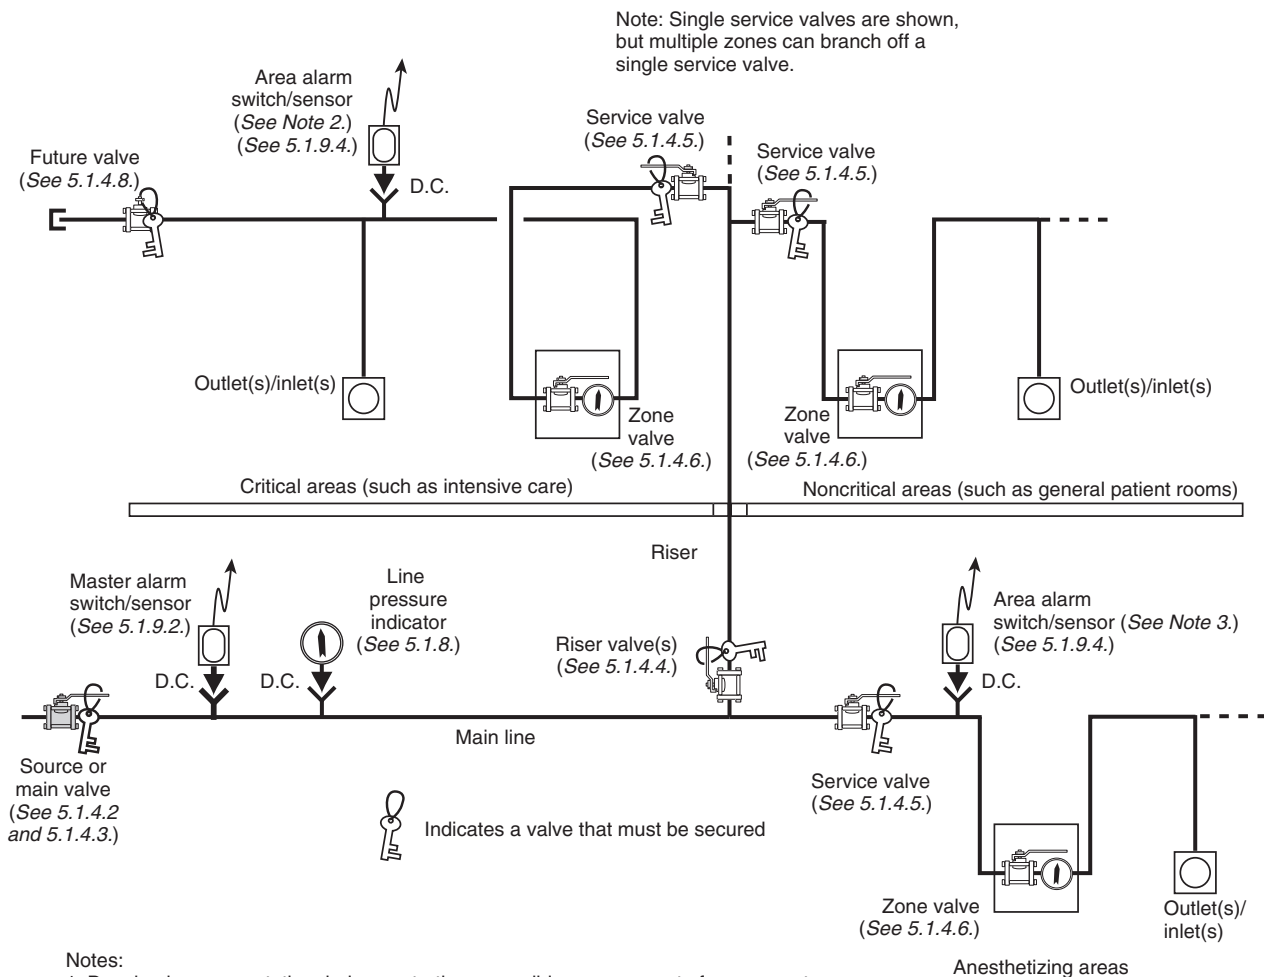 Note: Single service valves are shown,
but multiple zones can branch off a
single service valve.
Area alarm
switch/sensor
(See Note 2.)
(See 5.1.9.4.)
D.C.
Future valve
(See 5.1.4.8.)
Service valve
(See 5.1.4.5.)
Service valve
(See 5.1.4.5.)
Outlet(s)/inlet(s)
Zone
valve
(See 5.1.4.6.)
Zone
valve
(See 5.1.4.6.)
Outlet(s)/inlet(s)
Critical areas (such as intensive care)
Noncritical areas (such as general patient rooms)
Riser
Master alarm
switch/sensor
(See 5.1.9.2.)
D.C.
Line
pressure
indicator
(See 5.1.8.)
D.C.
Riser valve(s)
(See 5.1.4.4.)
Area alarm
switch/sensor (See Note 3.)
(See 5.1.9.4.)
D.C.
Main line
Source or
main valve
(See 5.1.4.2
and 5.1.4.3.)
Service valve
(See 5.1.4.5.)
Indicates a valve that must be secured
Zone valve
(See 5.1.4.6.)
Outlet(s)/
inlet(s)
Notes:
Anesthetizing areas